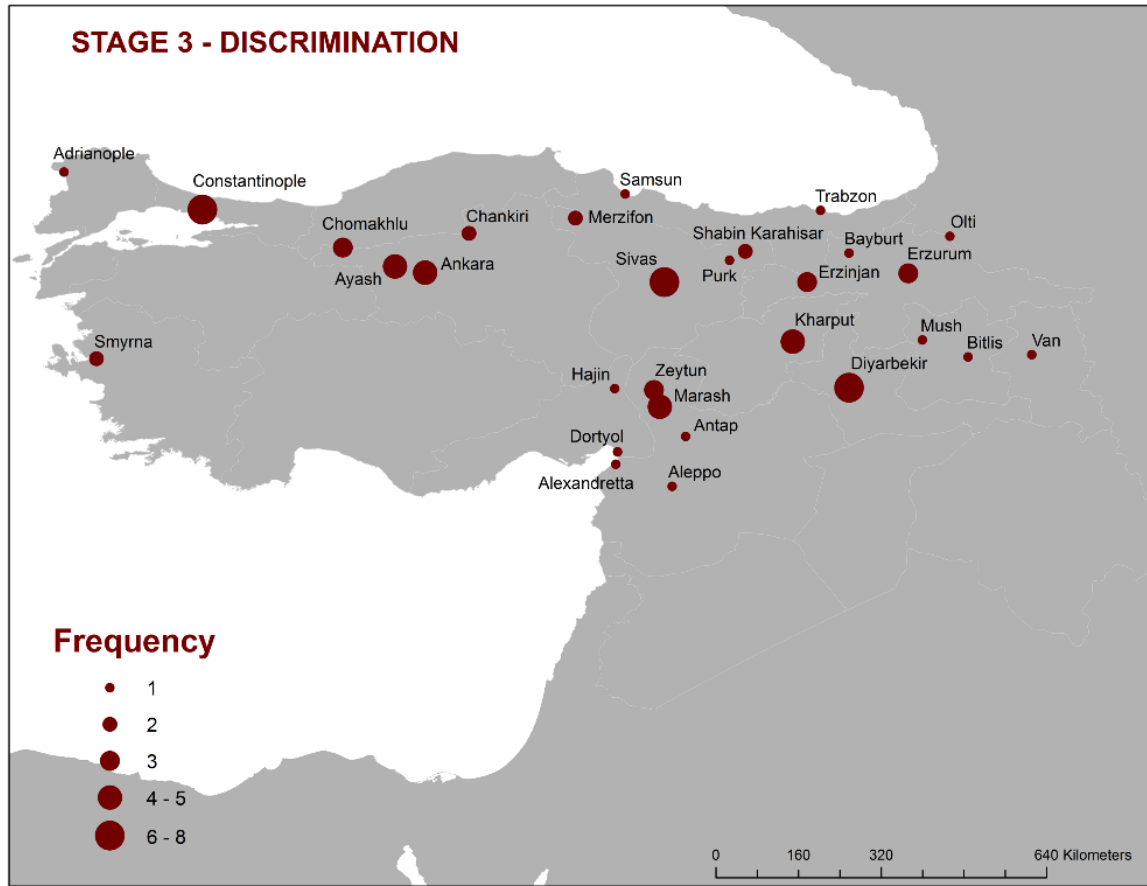 STAGE 3 - DISCRIMINATION
Adrianople
Constantinople
Samsun
Trabzon
Chomakhlu
Chankiri
Merzifon
Shabin Karahisar
Bayburt
Olti
Ayash
Ankara
Sivas
Purk
Erzinjan
Erzurum
Smyrna
Kharput
Mush
Bitlis
Van
Diyarbekir
Hajin
Zeytun
Marash
Antap
Dortyol
Alexandretta
Aleppo
Frequency
1
2
3
4 - 5
6 - 8
0 160 320 640 Kilometers